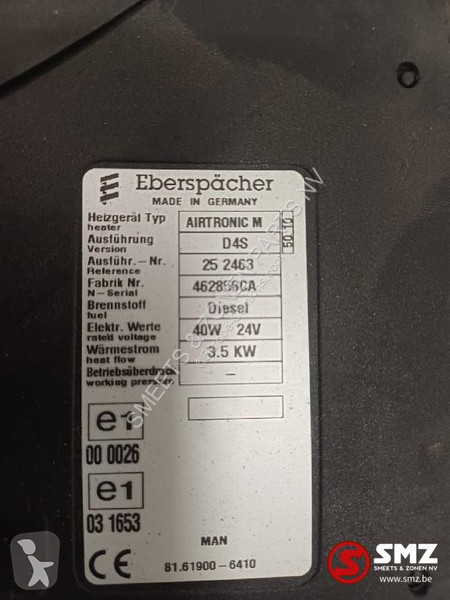 Eberspächer
MADE IN GERMANY
Heizgerät Typ AIRTRONIC M
heater
Ausführung D4S
Version
50.10
Ausführ.-Nr. 25 2463
Reference
Fabrik Nr. 462856CA
N-Serial
Brennstoff Diesel
fuel
Elektr. Werte 40W 24V
rated voltage
Wärmestrom 3.5 KW
heat flow
Betriebsüberdruck –
working pressure
e1
00 0026
e1
03 1653
CE
MAN
81.61900-6410
SMEETS & ZONEN PARTS NV
SMZ
SMEETS & ZONEN NV
www.smz.be